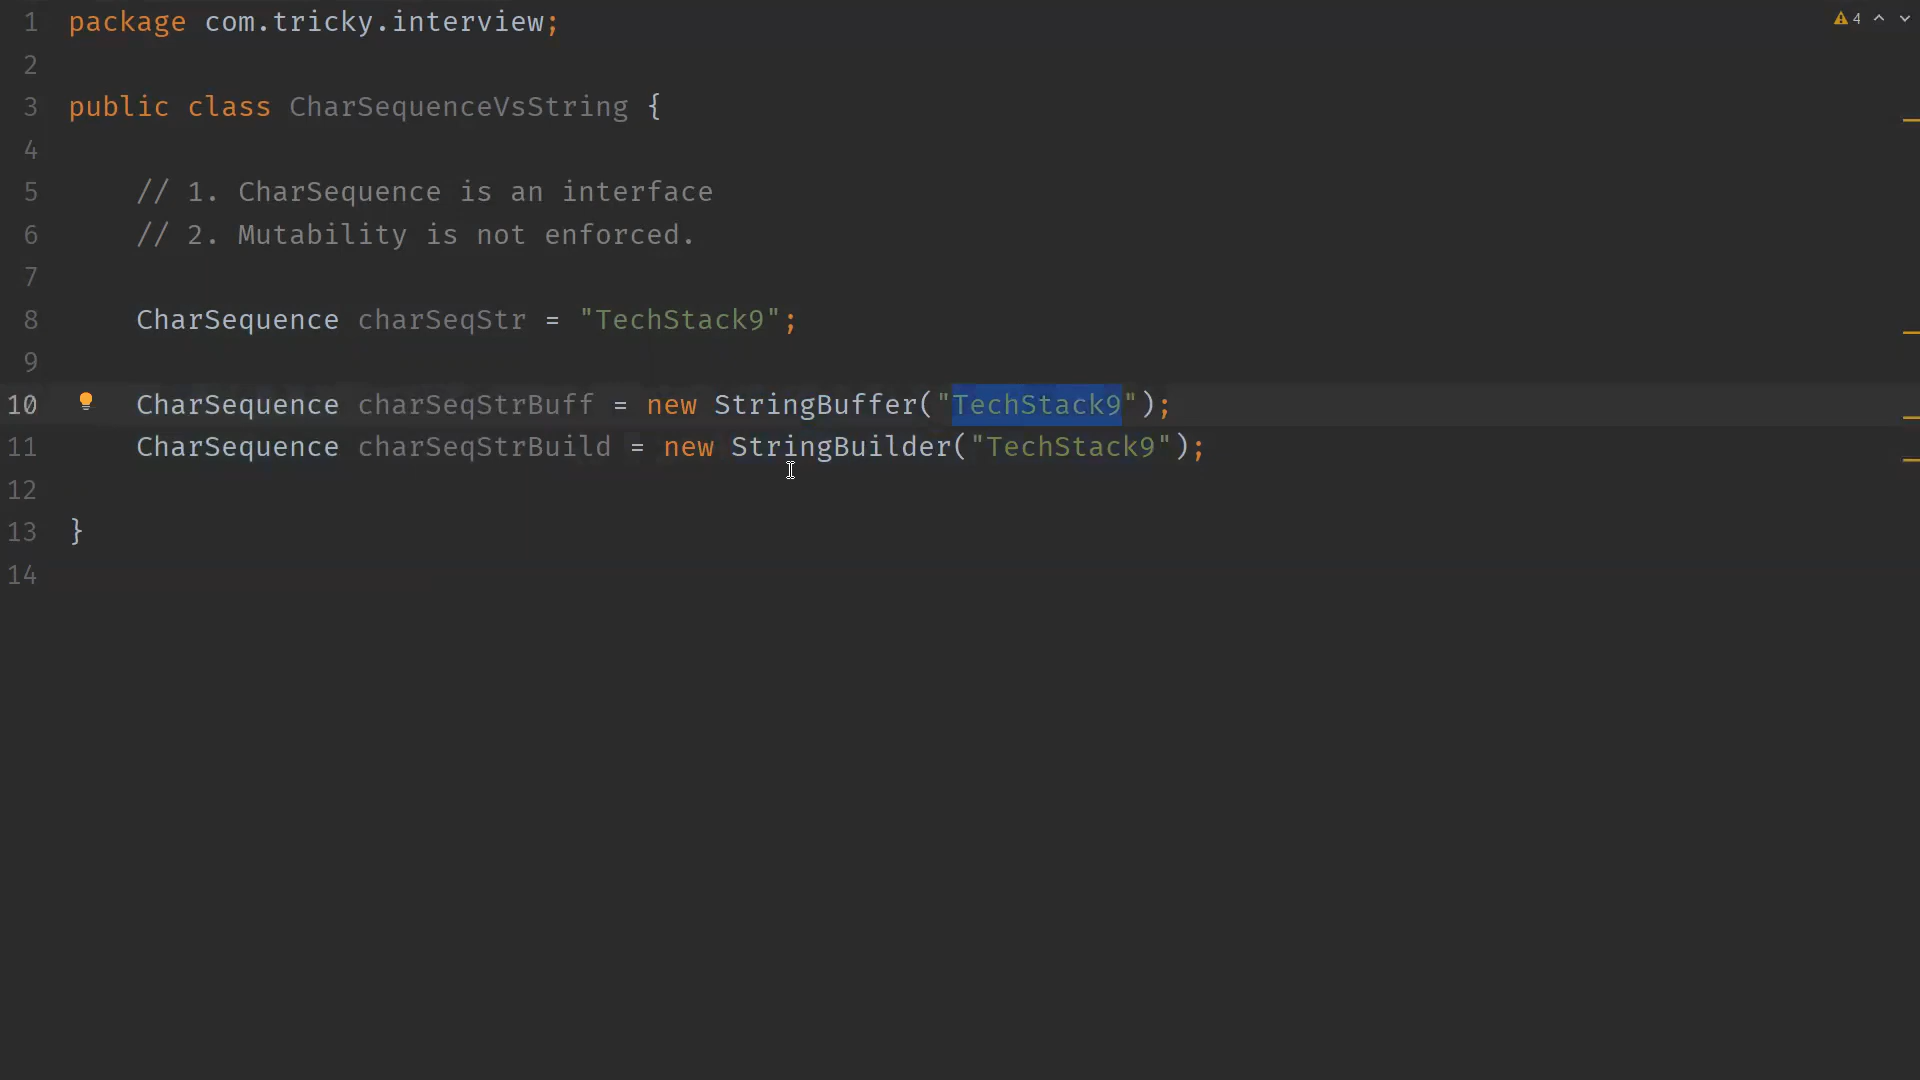 1 package com.tricky.interview; 4
2
3 public class CharSequenceVsString {
4
5 // 1. CharSequence is an interface
6 // 2. Mutability is not enforced.
7
8 CharSequence charSeqStr = "TechStack9";
9
10 CharSequence charSeqStrBuff = new StringBuffer("TechStack9");
11 CharSequence charSeqStrBuild = new StringBuilder("TechStack9");
12
13 }
14